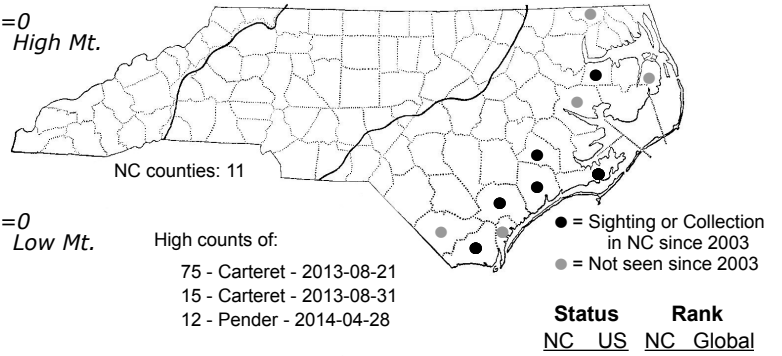 =0
High Mt.
NC counties: 11
=0
Low Mt.
High counts of:
75 - Carteret - 2013-08-21
15 - Carteret - 2013-08-31
12 - Pender - 2014-04-28
= Sighting or Collection
in NC since 2003
= Not seen since 2003
Status Rank
NC US NC Global